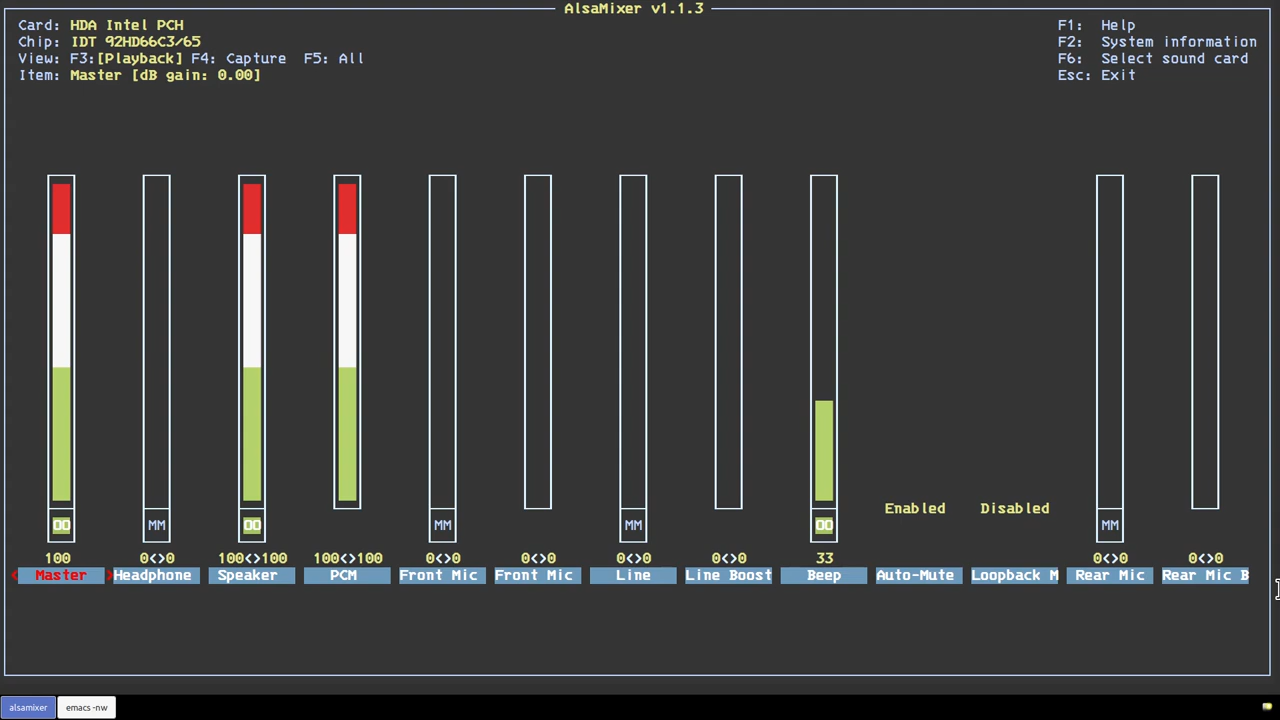 AlsaMixer v1.1.3
Card: HDA Intel PCH F1: Help
Chip: IDT 92HD66C3/65 F2: System information
View: F3:[Playback] F4: Capture F5: All F6: Select sound card
Item: Master [dB gain: 0.00] Esc: Exit
Enabled Disabled
OO MM OO MM MM OO MM
100 0<>0 100<>100 100<>100 0<>0 0<>0 0<>0 0<>0 33 0<>0 0<>0
< Master > Headphone Speaker PCM Front Mic Front Mic Line Line Boost Beep Auto-Mute Loopback M Rear Mic Rear Mic B
alsamixer emacs -nw